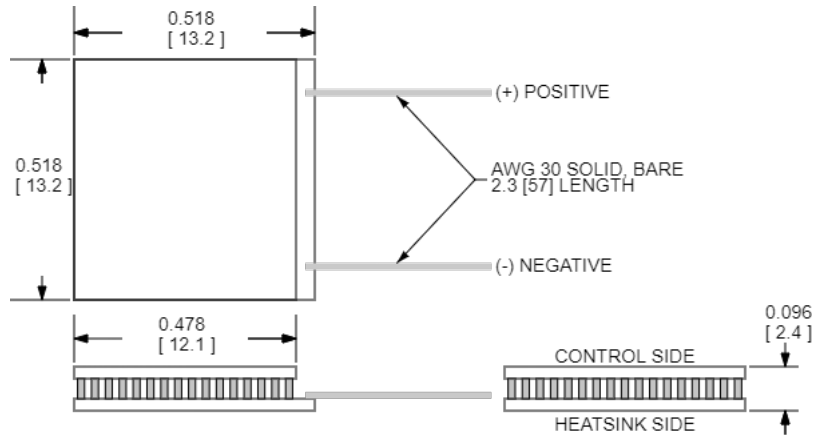 0.518
[ 13.2 ]
(+) POSITIVE
0.518
[ 13.2 ]
AWG 30 SOLID, BARE
2.3 [57] LENGTH
(-) NEGATIVE
0.478
[ 12.1 ]
0.096
[ 2.4 ]
CONTROL SIDE
HEATSINK SIDE